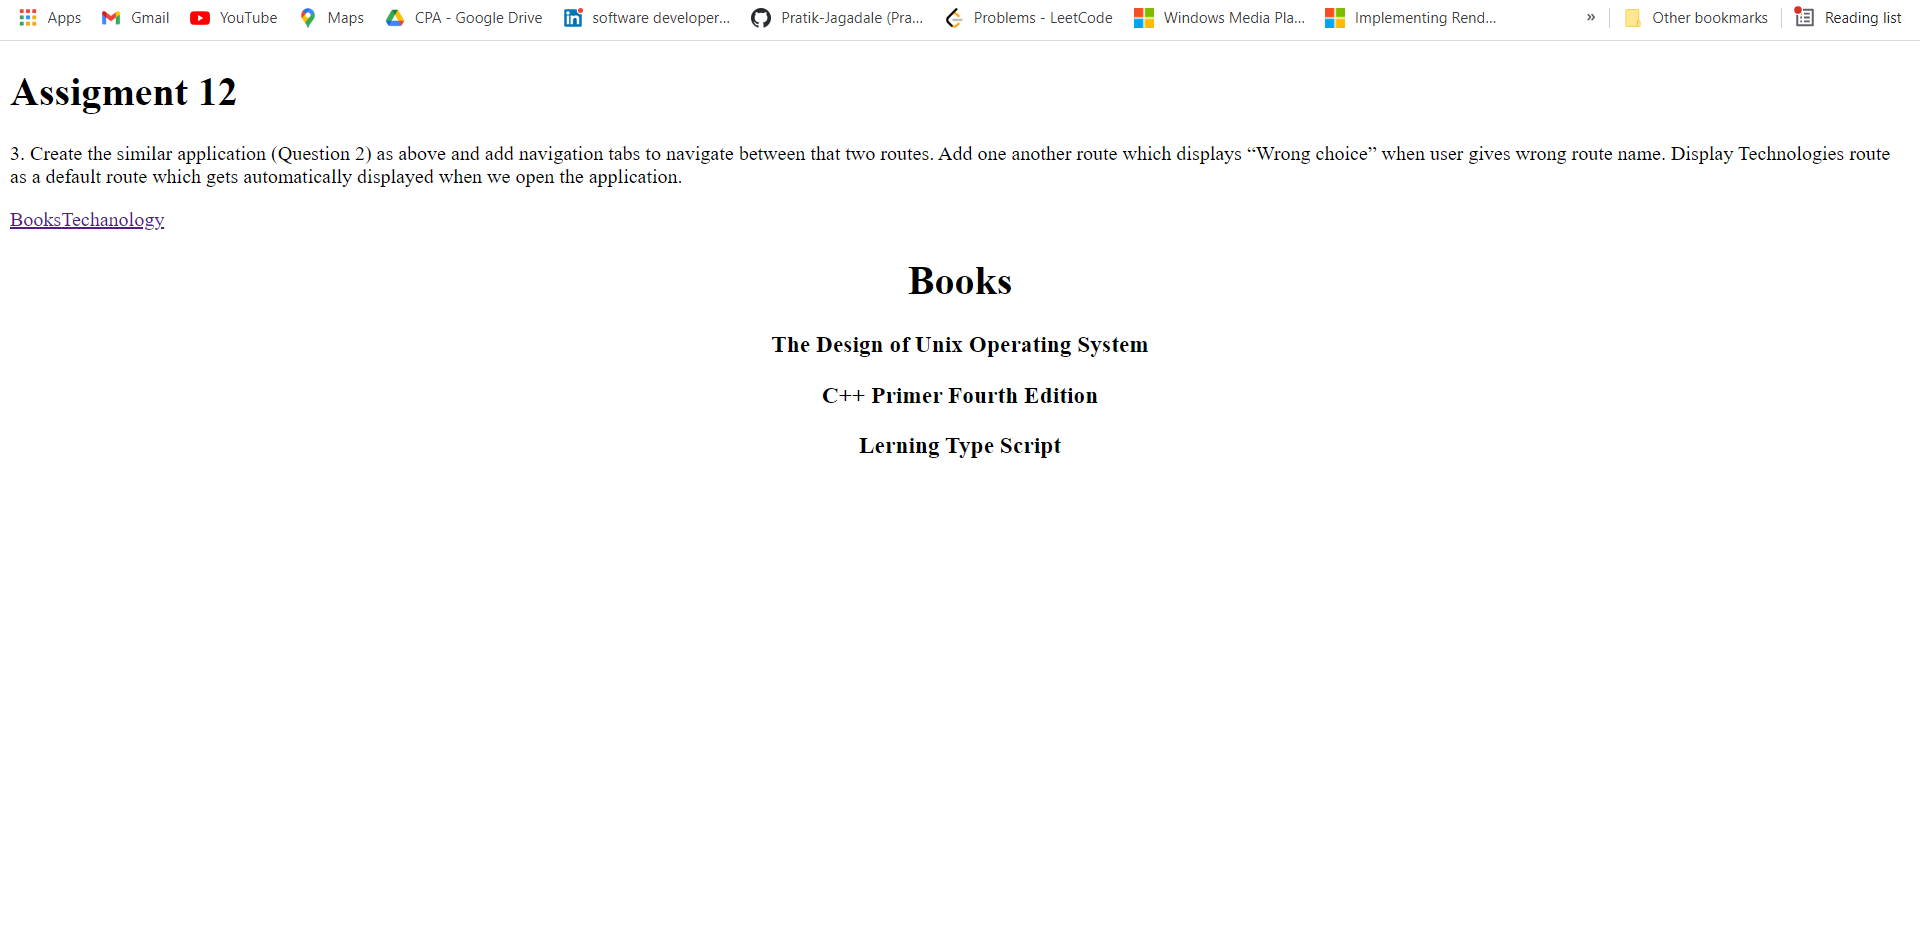 Apps Gmail YouTube Maps CPA - Google Drive in software developer... Pratik-Jagadale (Pra... Problems - LeetCode Windows Media Pla... Implementing Rend... » Other bookmarks Reading list
Assigment 12
3. Create the similar application (Question 2) as above and add navigation tabs to navigate between that two routes. Add one another route which displays “Wrong choice” when user gives wrong route name. Display Technologies route
as a default route which gets automatically displayed when we open the application.
BooksTechanology
Books
The Design of Unix Operating System
C++ Primer Fourth Edition
Lerning Type Script